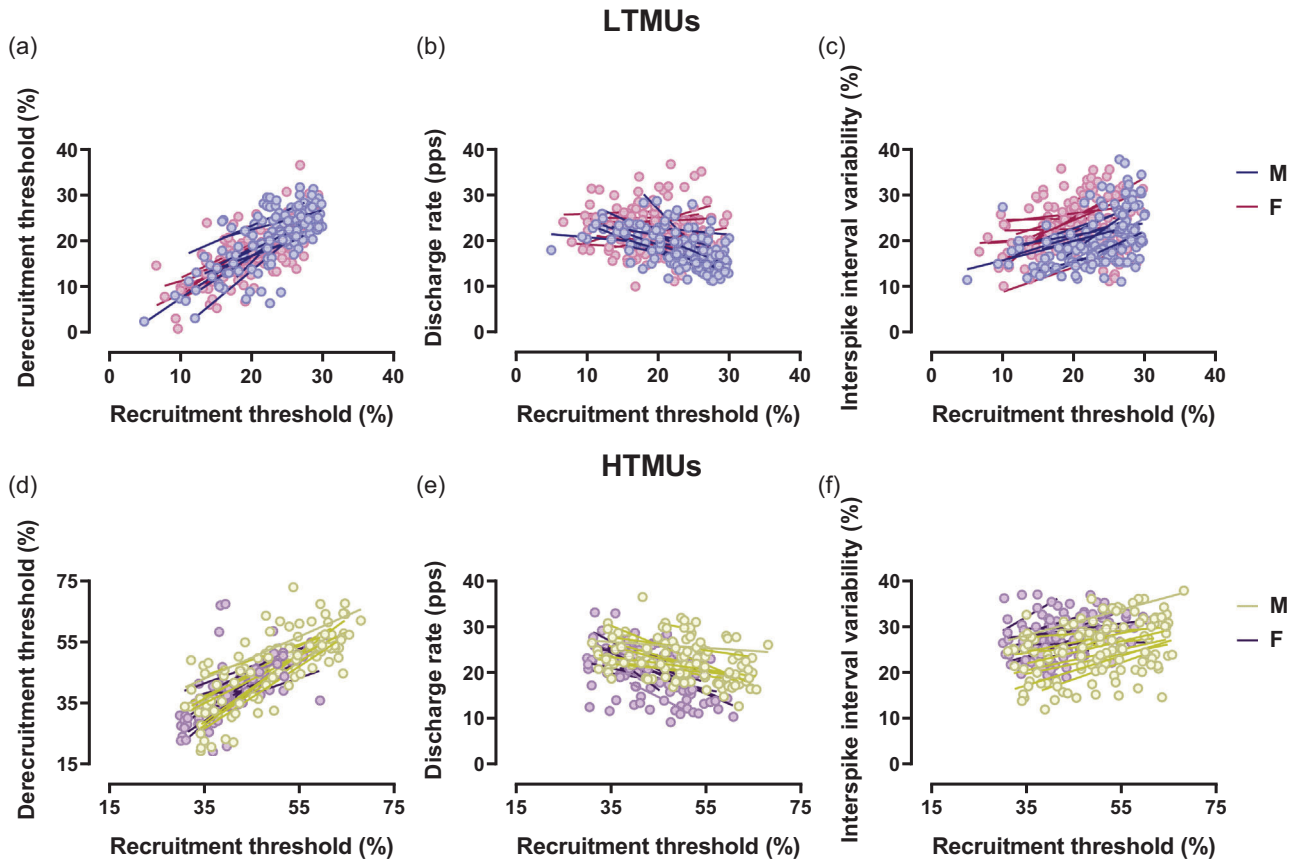 LTMUs
(a)
(b)
(c)
Derecruitment threshold (%)
40
30
20
10
0
0 10 20 30 40
Recruitment threshold (%)
Discharge rate (pps)
40
30
20
10
0
0 10 20 30 40
Recruitment threshold (%)
Interspike interval variability (%)
40
30
20
10
0
0 10 20 30 40
Recruitment threshold (%)
M
F
HTMUs
(d)
(e)
(f)
Derecruitment threshold (%)
75
55
35
15
15 35 55 75
Recruitment threshold (%)
Discharge rate (pps)
40
30
20
10
0
15 35 55 75
Recruitment threshold (%)
Interspike interval variability (%)
40
30
20
10
0
15 35 55 75
Recruitment threshold (%)
M
F